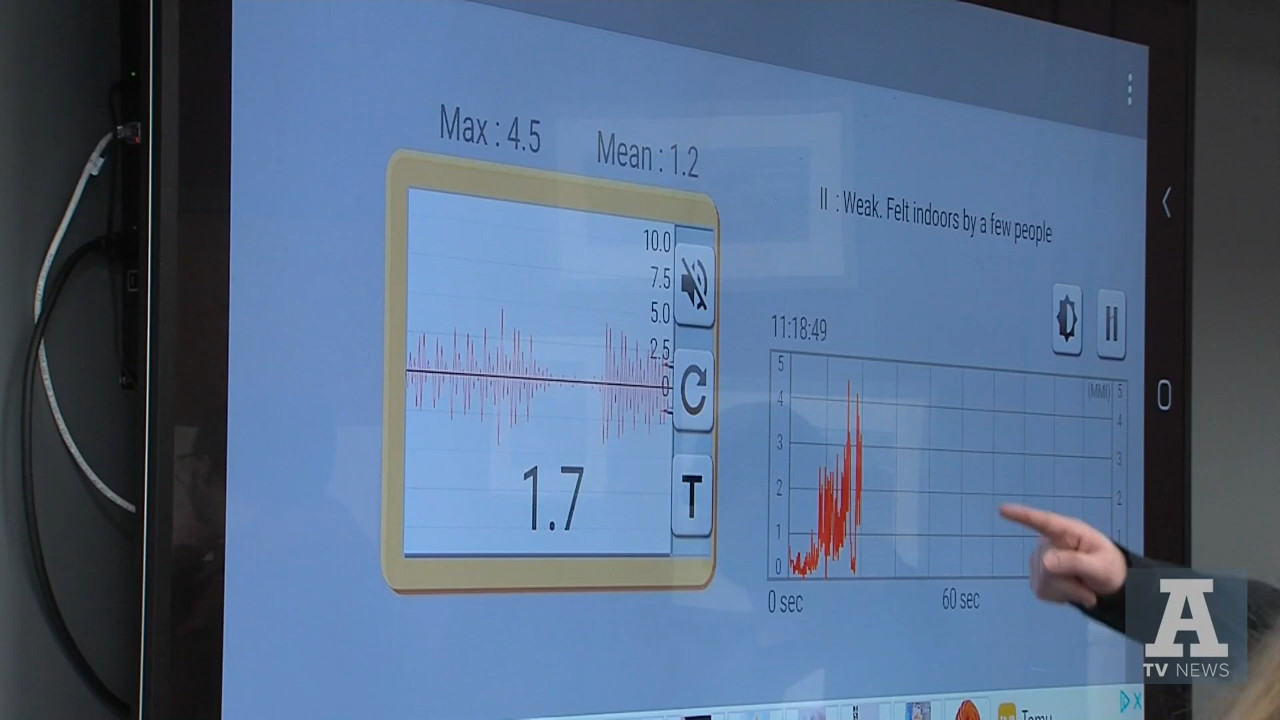 Max : 4.5
Mean : 1.2
II : Weak. Felt indoors by a few people
10.0
7.5
5.0
2.5
0
1.7
T
11:18:49
(MMI)
5
4
3
2
1
0
5
4
3
2
1
0 sec
60 sec
A
TV NEWS
Temu